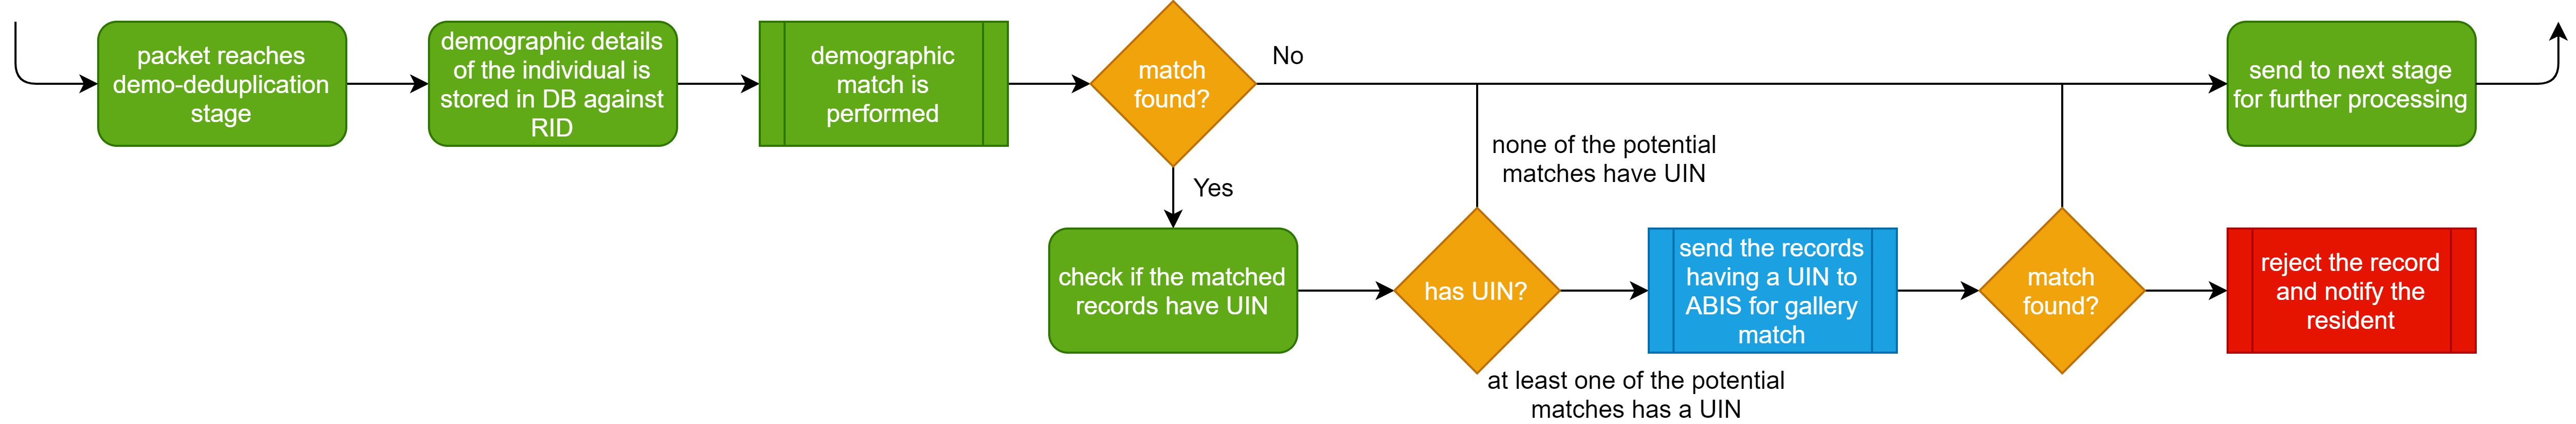 packet reaches
demo-deduplication
stage
demographic details
of the individual is
stored in DB against
RID
demographic
match is
performed
match
found?
No
send to next stage
for further processing
none of the potential
matches have UIN
Yes
check if the matched
records have UIN
has UIN?
send the records
having a UIN to
ABIS for gallery
match
match
found?
reject the record
and notify the
resident
at least one of the potential
matches has a UIN